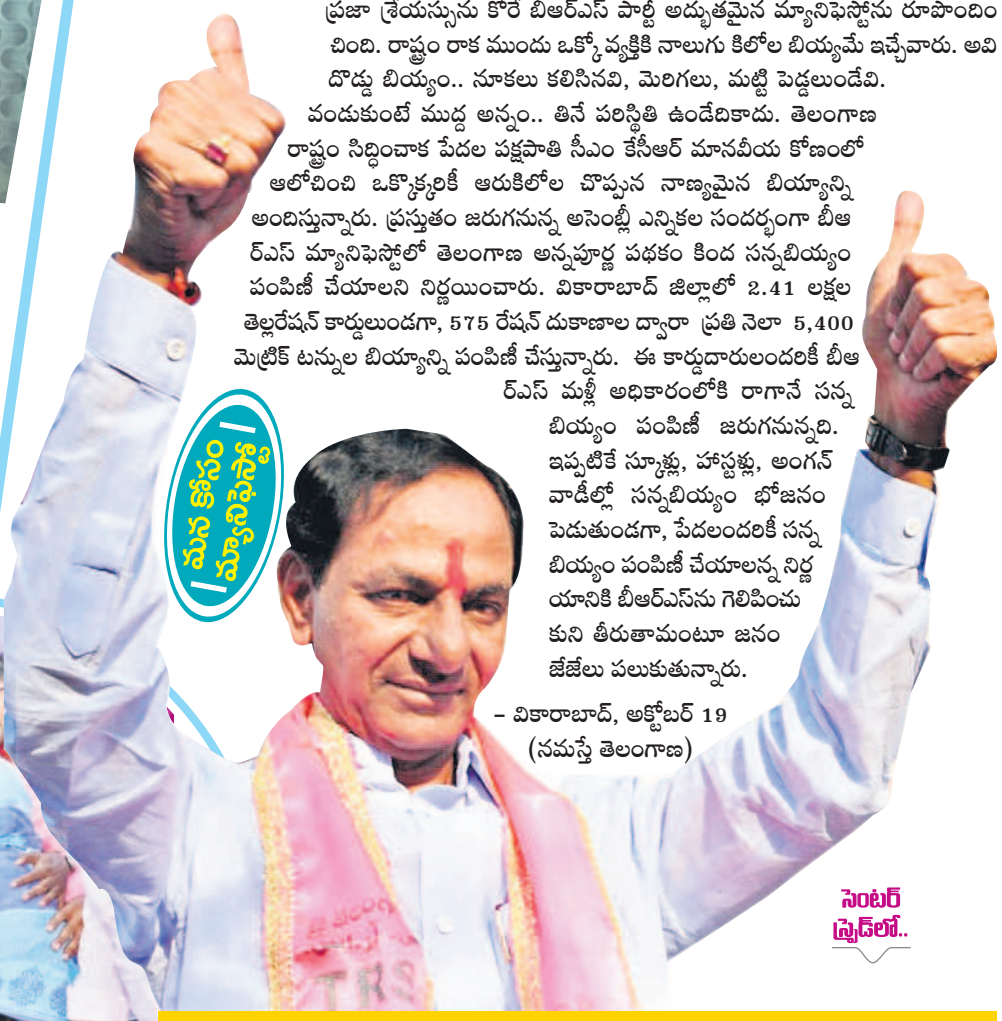 ప్రజా శ్రేయస్సును కోరే బీఆర్ఎస్ పార్టీ అద్భుతమైన మ్యానిఫెస్టోను రూపొందిం
చింది. రాష్ట్రం రాక ముందు ఒక్కో వ్యక్తికి నాలుగు కిలోల బియ్యమే ఇచ్చేవారు. అవి
దొడ్డు బియ్యం.. నూకలు కలిసినవి, మెరిగలు, మట్టి పెడ్డలుండేవి.
వండుకుంటే ముద్ద అన్నం.. తినే పరిస్థితి ఉండేదికాదు. తెలంగాణ
రాష్ట్రం సిద్ధించాక పేదల పక్షపాతి సీఎం కేసీఆర్ మానవీయ కోణంలో
ఆలోచించి ఒక్కొక్కరికీ ఆరుకిలోల చొప్పున నాణ్యమైన బియ్యాన్ని
అందిస్తున్నారు. ప్రస్తుతం జరుగనున్న అసెంబ్లీ ఎన్నికల సందర్భంగా బీఆ
ర్ఎస్ మ్యానిఫెస్టోలో తెలంగాణ అన్నపూర్ణ పథకం కింద సన్నబియ్యం
పంపిణీ చేయాలని నిర్ణయించారు. వికారాబాద్ జిల్లాలో 2.41 లక్షల
తెల్లరేషన్ కార్డులుండగా, 575 రేషన్ దుకాణాల ద్వారా ప్రతి నెలా 5,400
మెట్రిక్ టన్నుల బియ్యాన్ని పంపిణీ చేస్తున్నారు. ఈ కార్డుదారులందరికీ బీఆ
ర్ఎస్ మళ్లీ అధికారంలోకి రాగానే సన్న
బియ్యం పంపిణీ జరుగనున్నది.
ఇప్పటికే స్కూళ్లు, హాస్టళ్లు, అంగన్
వాడీల్లో సన్నబియ్యం భోజనం
పెడుతుండగా, పేదలందరికీ సన్న
బియ్యం పంపిణీ చేయాలన్న నిర్ణ
యానికి బీఆర్ఎస్‌ను గెలిపించు
కుని తీరుతామంటూ జనం
జేజేలు పలుకుతున్నారు.
– వికారాబాద్, అక్టోబర్ 19
(నమస్తే తెలంగాణ)
మన కోసం
మ్యానిఫెస్టో
TRS
సెంటర్
స్ప్రెడ్‌లో..